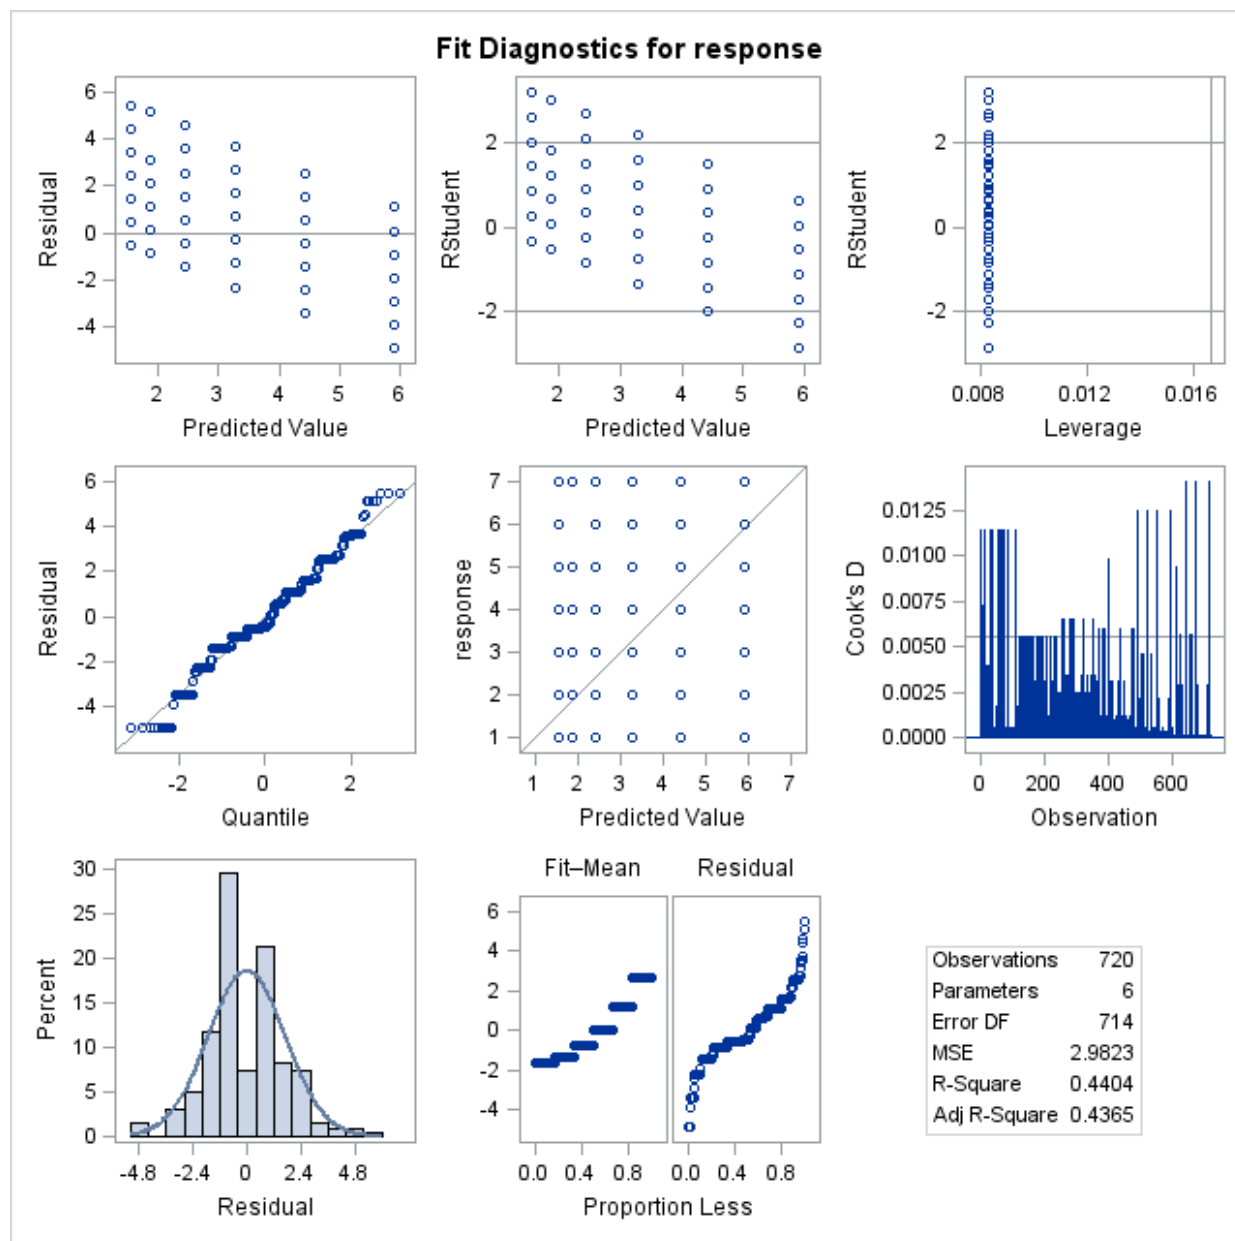 Fit Diagnostics for response
6
4
2
0
-2
-4
Residual
2 3 4 5 6
Predicted Value
2
0
-2
RStudent
2 3 4 5 6
Predicted Value
2
0
-2
RStudent
0.008 0.012 0.016
Leverage
6
4
2
0
-2
-4
Residual
-2 0 2
Quantile
7
6
5
4
3
2
1
response
1 2 3 4 5 6 7
Predicted Value
0.0125
0.0100
0.0075
0.0050
0.0025
0.0000
Cook's D
0 200 400 600
Observation
30
25
20
15
10
5
0
Percent
-4.8 -2.4 0 2.4 4.8
Residual
Fit–Mean Residual
6
4
2
0
-2
-4
0.0 0.4 0.8 0.0 0.4 0.8
Proportion Less
Observations 720
Parameters 6
Error DF 714
MSE 2.9823
R-Square 0.4404
Adj R-Square 0.4365